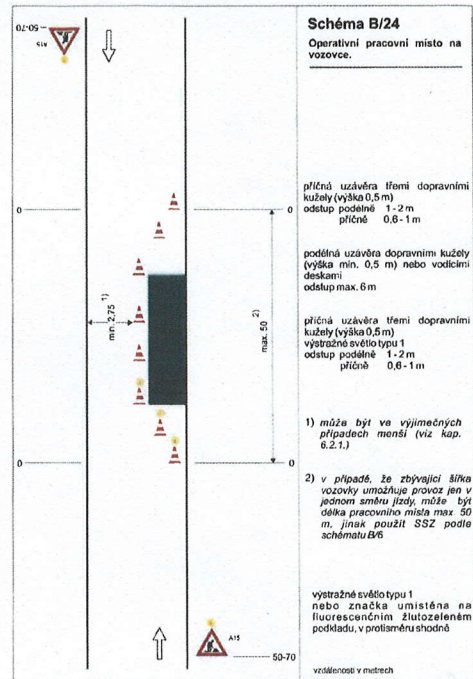 Schéma B/24
Operativní pracovní místo na
vozovce.
50-70
A15
příčná uzávěra třemi dopravními
kužely (výška 0,5 m)
odstup podélně 1 - 2 m
příčně 0,6 - 1 m
0
0
podélná uzávěra dopravními kužely
(výška min. 0,5 m) nebo vodícími
deskami
odstup max. 6 m
min. 2,75 1)
max. 50 2)
příčná uzávěra třemi dopravními
kužely (výška 0,5 m)
výstražné světlo typu 1
odstup podélně 1 - 2 m
příčně 0,6 - 1 m
1) může být ve výjimečných
případech menší (viz kap.
6.2.1.)
0
0
2) v případě, že zbývající šířka
vozovky umožňuje provoz jen v
jednom směru jízdy, může být
délka pracovního místa max. 50
m, jinak použít SSZ podle
schématu B/6
výstražné světlo typu 1
nebo značka umístěna na
fluorescenčním žlutozeleném
podkladu, v protisměru shodně
A15
50-70
vzdálenosti v metrech